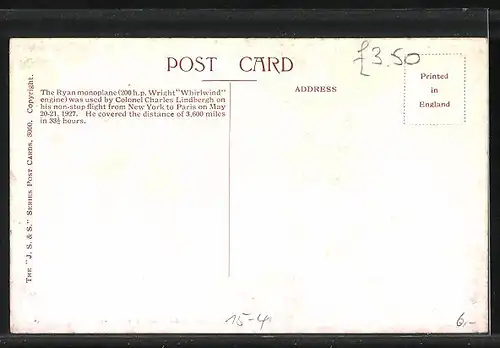 POST CARD
£3.50
Printed
in
England
The Ryan monoplane (200 h.p. Wright "Whirlwind"
engine) was used by Colonel Charles Lindbergh on
his non-stop flight from New York to Paris on May
20-21, 1927. He covered the distance of 3,600 miles
in 33½ hours.
ADDRESS
THE "J. S. & S." SERIES POST CARDS, Copyright.
15-4
6,-